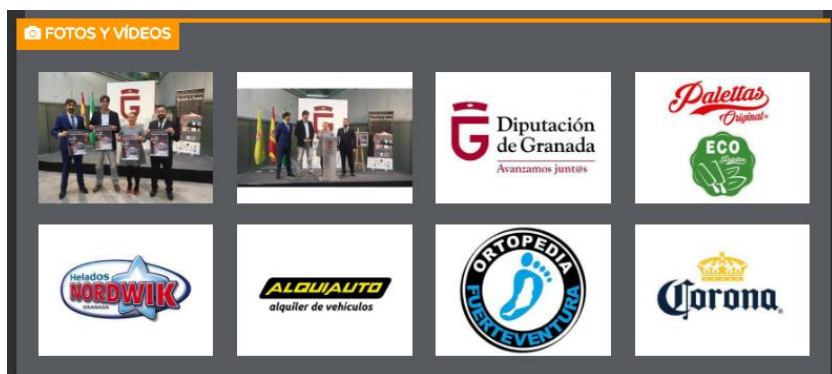 FOTOS Y VÍDEOS
Diputación
de Granada
Avanzamos junt@s
Palettas
Original
ECO
Palettas
Helados
NORDWIK
GRANADA
ALQUIAUTO
alquiler de vehículos
ORTOPEDIA
FUERTEVENTURA
Corona